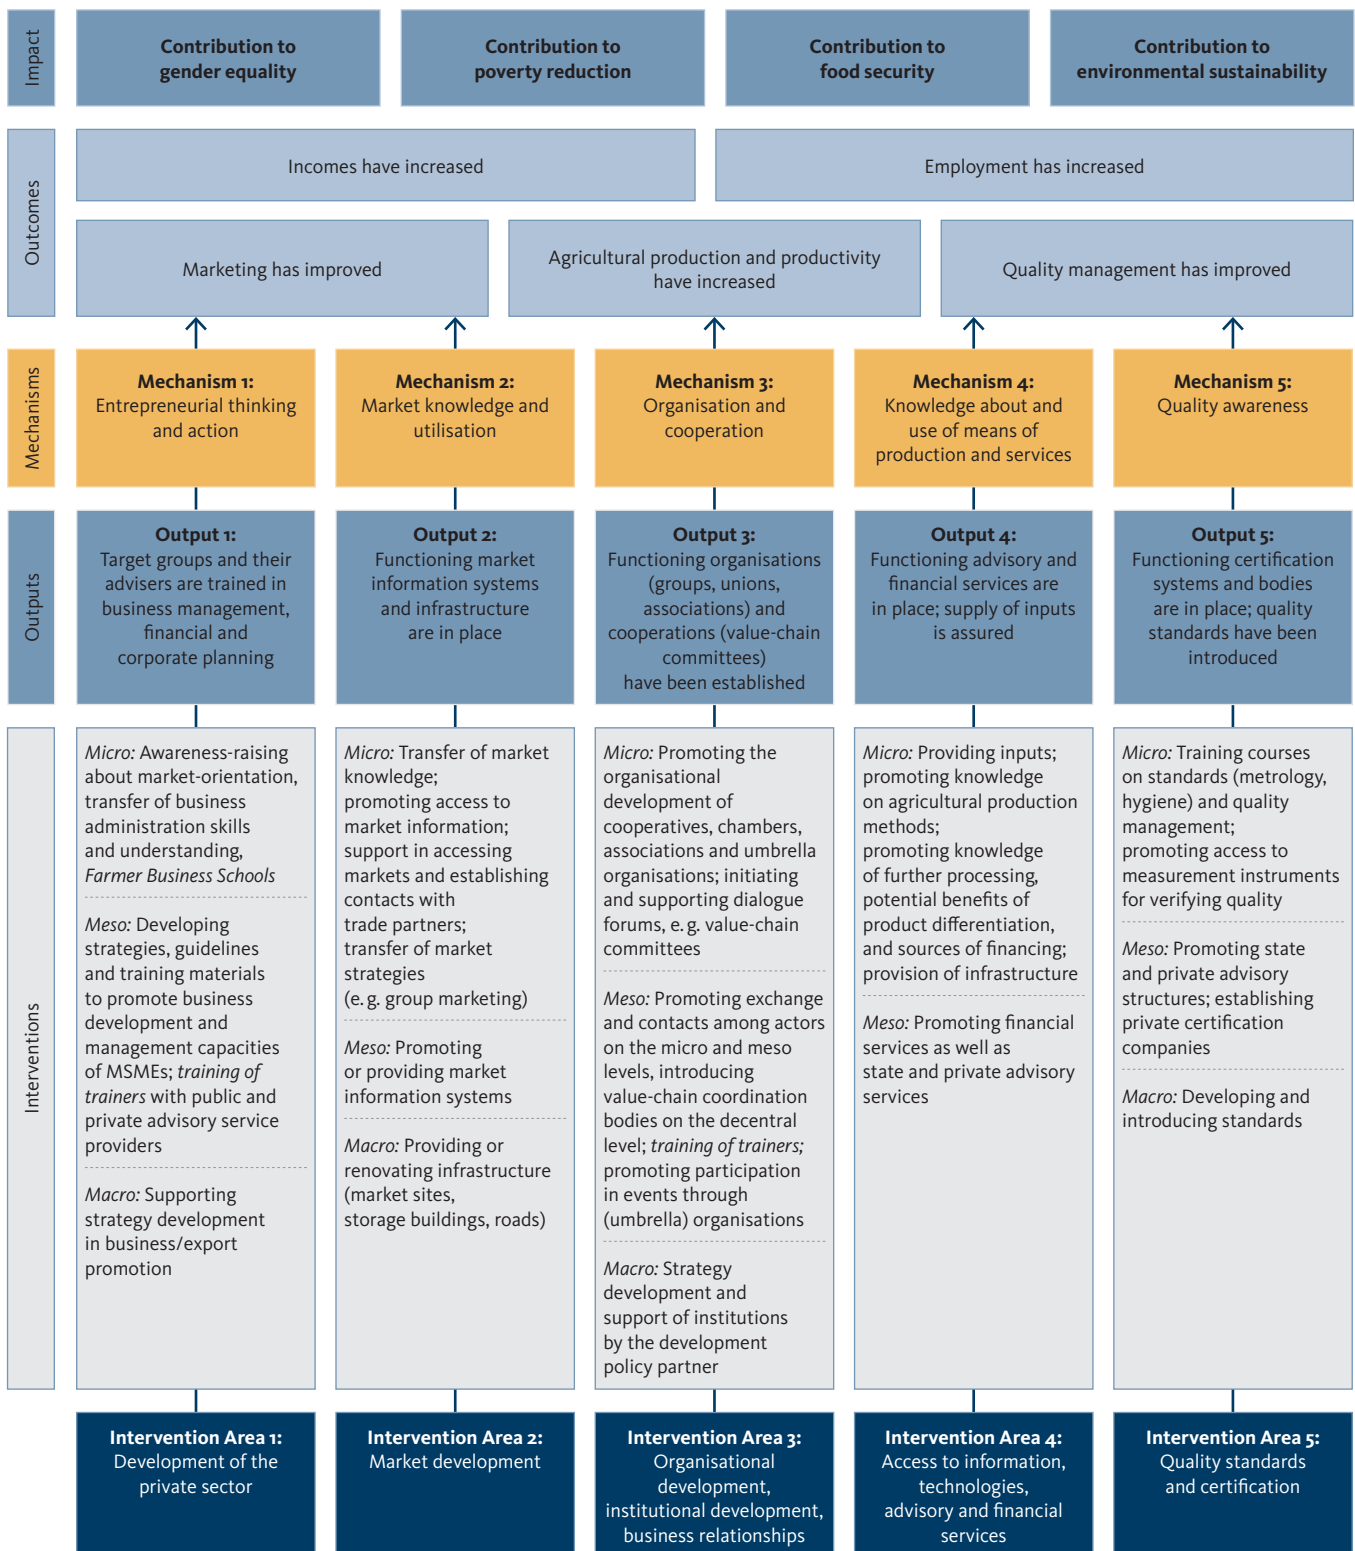 Impact
Contribution to
gender equality
Contribution to
poverty reduction
Contribution to
food security
Contribution to
environmental sustainability
Outcomes
Incomes have increased
Employment has increased
Marketing has improved
Agricultural production and productivity
have increased
Quality management has improved
Mechanisms
Mechanism 1:
Entrepreneurial thinking
and action
Mechanism 2:
Market knowledge and
utilisation
Mechanism 3:
Organisation and
cooperation
Mechanism 4:
Knowledge about and
use of means of
production and services
Mechanism 5:
Quality awareness
Outputs
Output 1:
Target groups and their
advisers are trained in
business management,
financial and
corporate planning
Output 2:
Functioning market
information systems
and infrastructure
are in place
Output 3:
Functioning organisations
(groups, unions,
associations) and
cooperations (value-chain
committees)
have been established
Output 4:
Functioning advisory and
financial services are
in place; supply of inputs
is assured
Output 5:
Functioning certification
systems and bodies
are in place; quality
standards have been
introduced
Interventions
Micro: Awareness-raising
about market-orientation,
transfer of business
administration skills
and understanding,
Farmer Business Schools
Meso: Developing
strategies, guidelines
and training materials
to promote business
development and
management capacities
of MSMEs; training of
trainers with public and
private advisory service
providers
Macro: Supporting
strategy development
in business/export
promotion
Micro: Transfer of market
knowledge;
promoting access to
market information;
support in accessing
markets and establishing
contacts with
trade partners;
transfer of market
strategies
(e. g. group marketing)
Meso: Promoting
or providing market
information systems
Macro: Providing or
renovating infrastructure
(market sites,
storage buildings, roads)
Micro: Promoting the
organisational
development of
cooperatives, chambers,
associations and umbrella
organisations; initiating
and supporting dialogue
forums, e. g. value-chain
committees
Meso: Promoting exchange
and contacts among actors
on the micro and meso
levels, introducing
value-chain coordination
bodies on the decentral
level; training of trainers;
promoting participation
in events through
(umbrella) organisations
Macro: Strategy
development and
support of institutions
by the development
policy partner
Micro: Providing inputs;
promoting knowledge
on agricultural production
methods;
promoting knowledge
of further processing,
potential benefits of
product differentiation,
and sources of financing;
provision of infrastructure
Meso: Promoting financial
services as well as
state and private advisory
services
Micro: Training courses
on standards (metrology,
hygiene) and quality
management;
promoting access to
measurement instruments
for verifying quality
Meso: Promoting state
and private advisory
structures; establishing
private certification
companies
Macro: Developing and
introducing standards
Intervention Area 1:
Development of the
private sector
Intervention Area 2:
Market development
Intervention Area 3:
Organisational
development,
institutional development,
business relationships
Intervention Area 4:
Access to information,
technologies,
advisory and financial
services
Intervention Area 5:
Quality standards
and certification